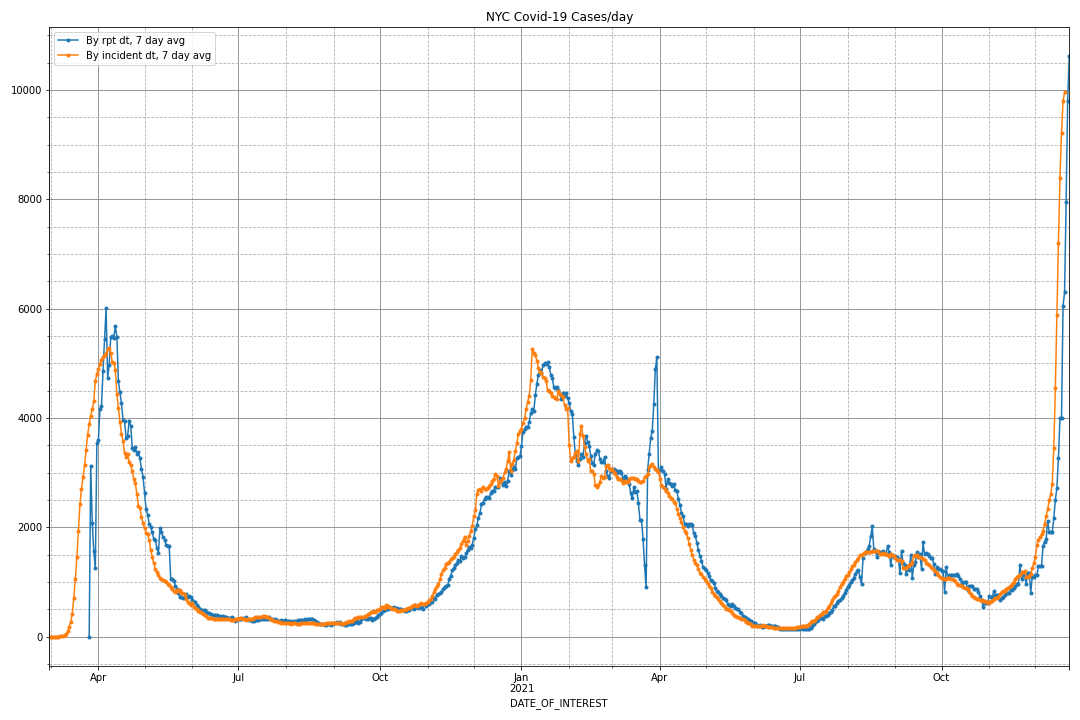 NYC Covid-19 Cases/day
By rpt dt, 7 day avg
By incident dt, 7 day avg
10000
8000
6000
4000
2000
0
Apr Jul Oct Jan Apr Jul Oct
2021
DATE_OF_INTEREST